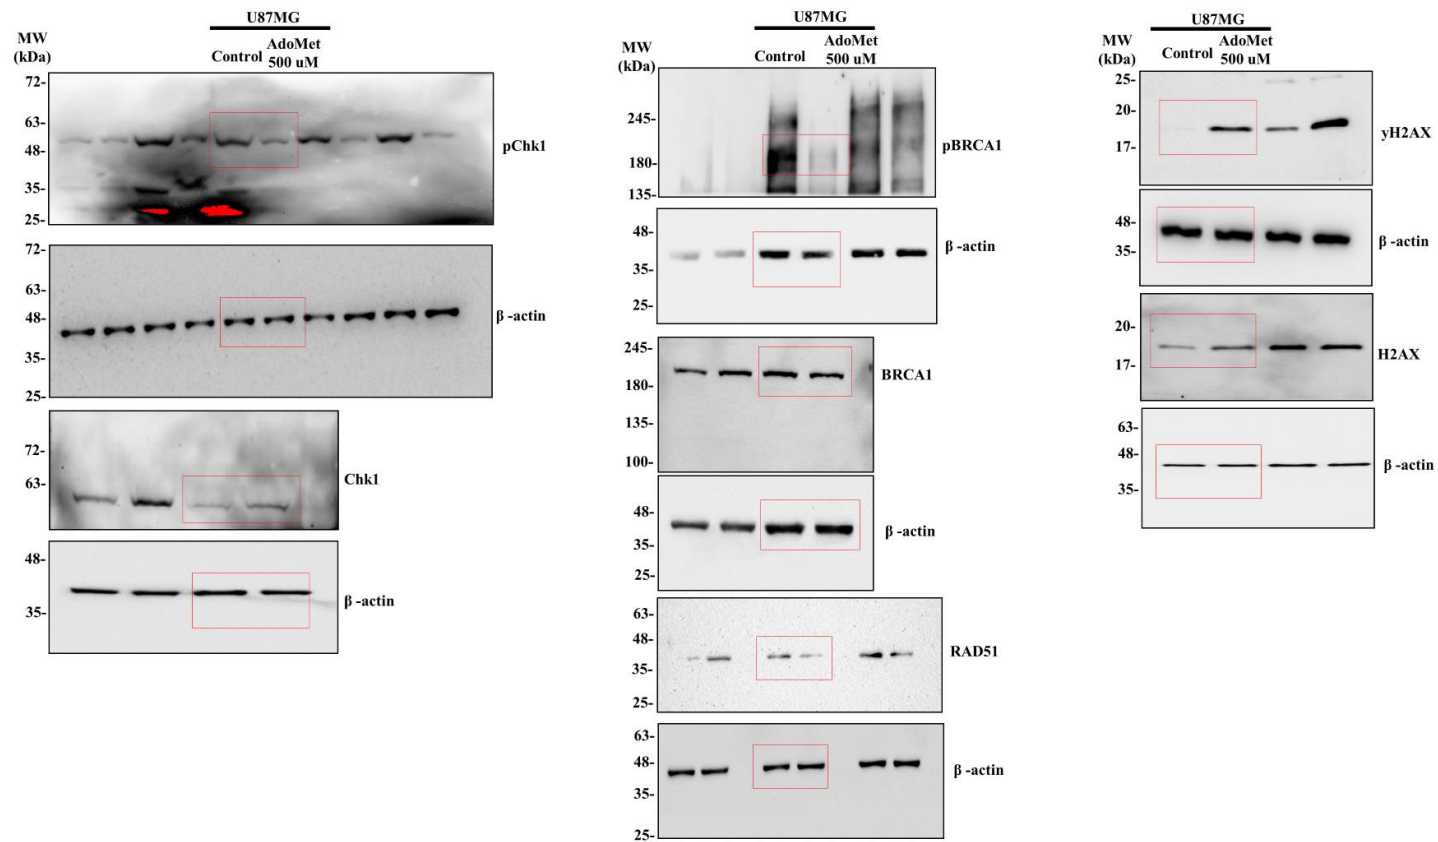 U87MG
MW
(kDa)
Control
AdoMet
500 uM
72-
63-
48-
35-
25-
pChk1
72-
63-
48-
35-
25-
β -actin
72-
63-
Chk1
48-
35-
β -actin
U87MG
MW
(kDa)
Control
AdoMet
500 uM
245-
180-
135-
pBRCA1
48-
35-
25-
β -actin
245-
180-
135-
100-
BRCA1
48-
35-
25-
β -actin
63-
48-
35-
25-
RAD51
63-
48-
35-
25-
β -actin
U87MG
MW
(kDa)
Control
AdoMet
500 uM
25-
20-
17-
yH2AX
48-
35-
β -actin
20-
17-
H2AX
63-
48-
35-
β -actin